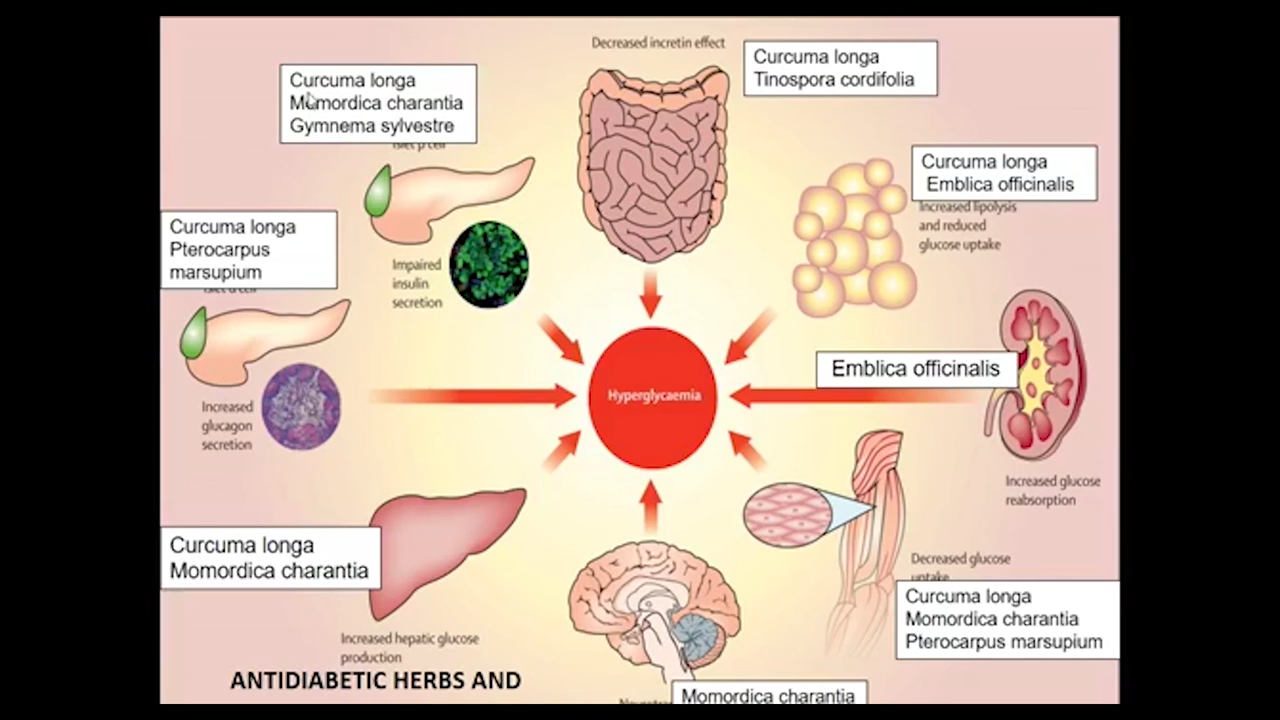 Decreased incretin effect
Curcuma longa
Tinospora cordifolia
Curcuma longa
Momordica charantia
Gymnema sylvestre
Curcuma longa
Emblica officinalis
Increased lipolysis
and reduced
glucose uptake
Curcuma longa
Pterocarpus
marsupium
Impaired
insulin
secretion
Emblica officinalis
Hyperglycaemia
Increased
glucagon
secretion
Increased glucose
reabsorption
Curcuma longa
Momordica charantia
Decreased glucose
uptake
Curcuma longa
Momordica charantia
Pterocarpus marsupium
Increased hepatic glucose
production
ANTIDIABETIC HERBS AND
Momordica charantia